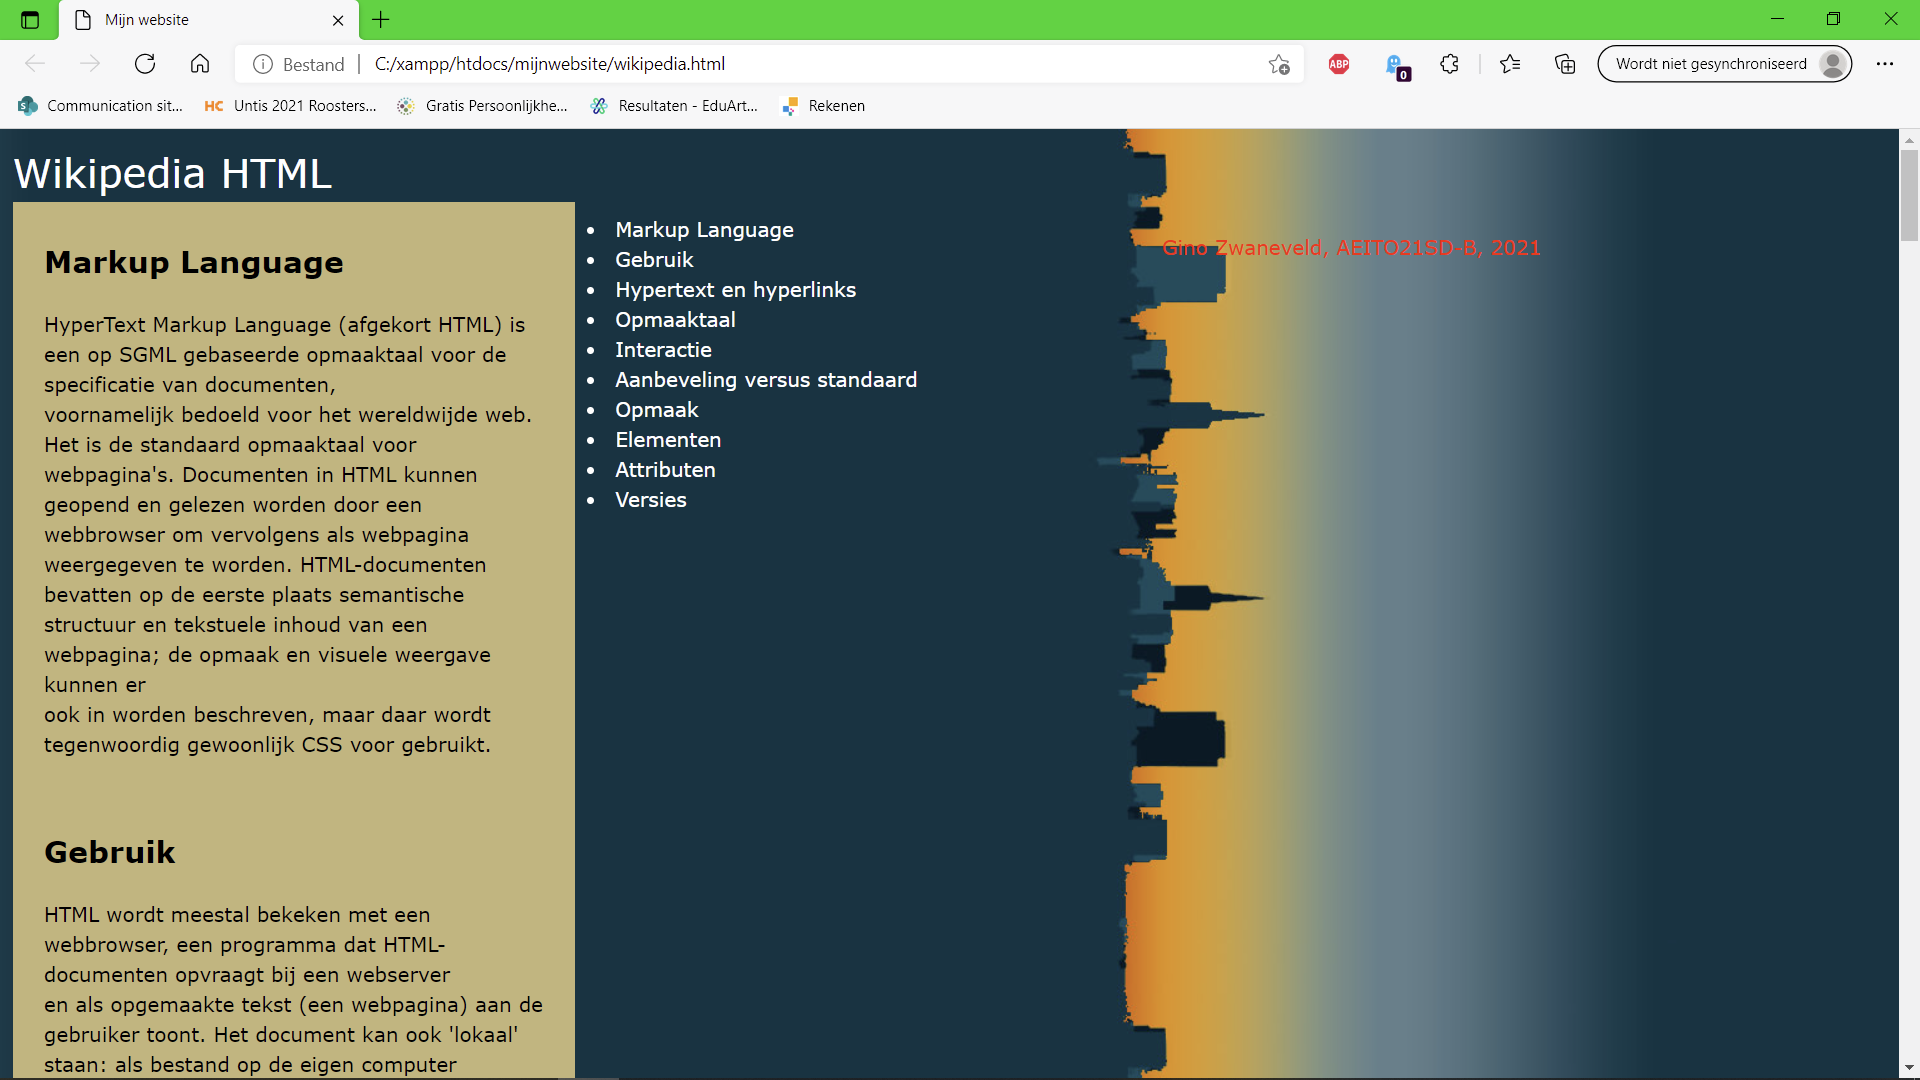 Mijn website
Bestand
C:/xampp/htdocs/mijnwebsite/wikipedia.html
ABP
0
Wordt niet gesynchroniseerd
Communication sit...
HC Untis 2021 Roosters...
Gratis Persoonlijkhe...
Resultaten - EduArt...
Rekenen
Wikipedia HTML
Markup Language
HyperText Markup Language (afgekort HTML) is
een op SGML gebaseerde opmaaktaal voor de
specificatie van documenten,
voornamelijk bedoeld voor het wereldwijde web.
Het is de standaard opmaaktaal voor
webpagina's. Documenten in HTML kunnen
geopend en gelezen worden door een
webbrowser om vervolgens als webpagina
weergegeven te worden. HTML-documenten
bevatten op de eerste plaats semantische
structuur en tekstuele inhoud van een
webpagina; de opmaak en visuele weergave
kunnen er
ook in worden beschreven, maar daar wordt
tegenwoordig gewoonlijk CSS voor gebruikt.
Gebruik
HTML wordt meestal bekeken met een
webbrowser, een programma dat HTML-
documenten opvraagt bij een webserver
en als opgemaakte tekst (een webpagina) aan de
gebruiker toont. Het document kan ook 'lokaal'
staan: als bestand op de eigen computer
• Markup Language
• Gebruik
• Hypertext en hyperlinks
• Opmaaktaal
• Interactie
• Aanbeveling versus standaard
• Opmaak
• Elementen
• Attributen
• Versies
Gino Zwaneveld, AEITO21SD-B, 2021